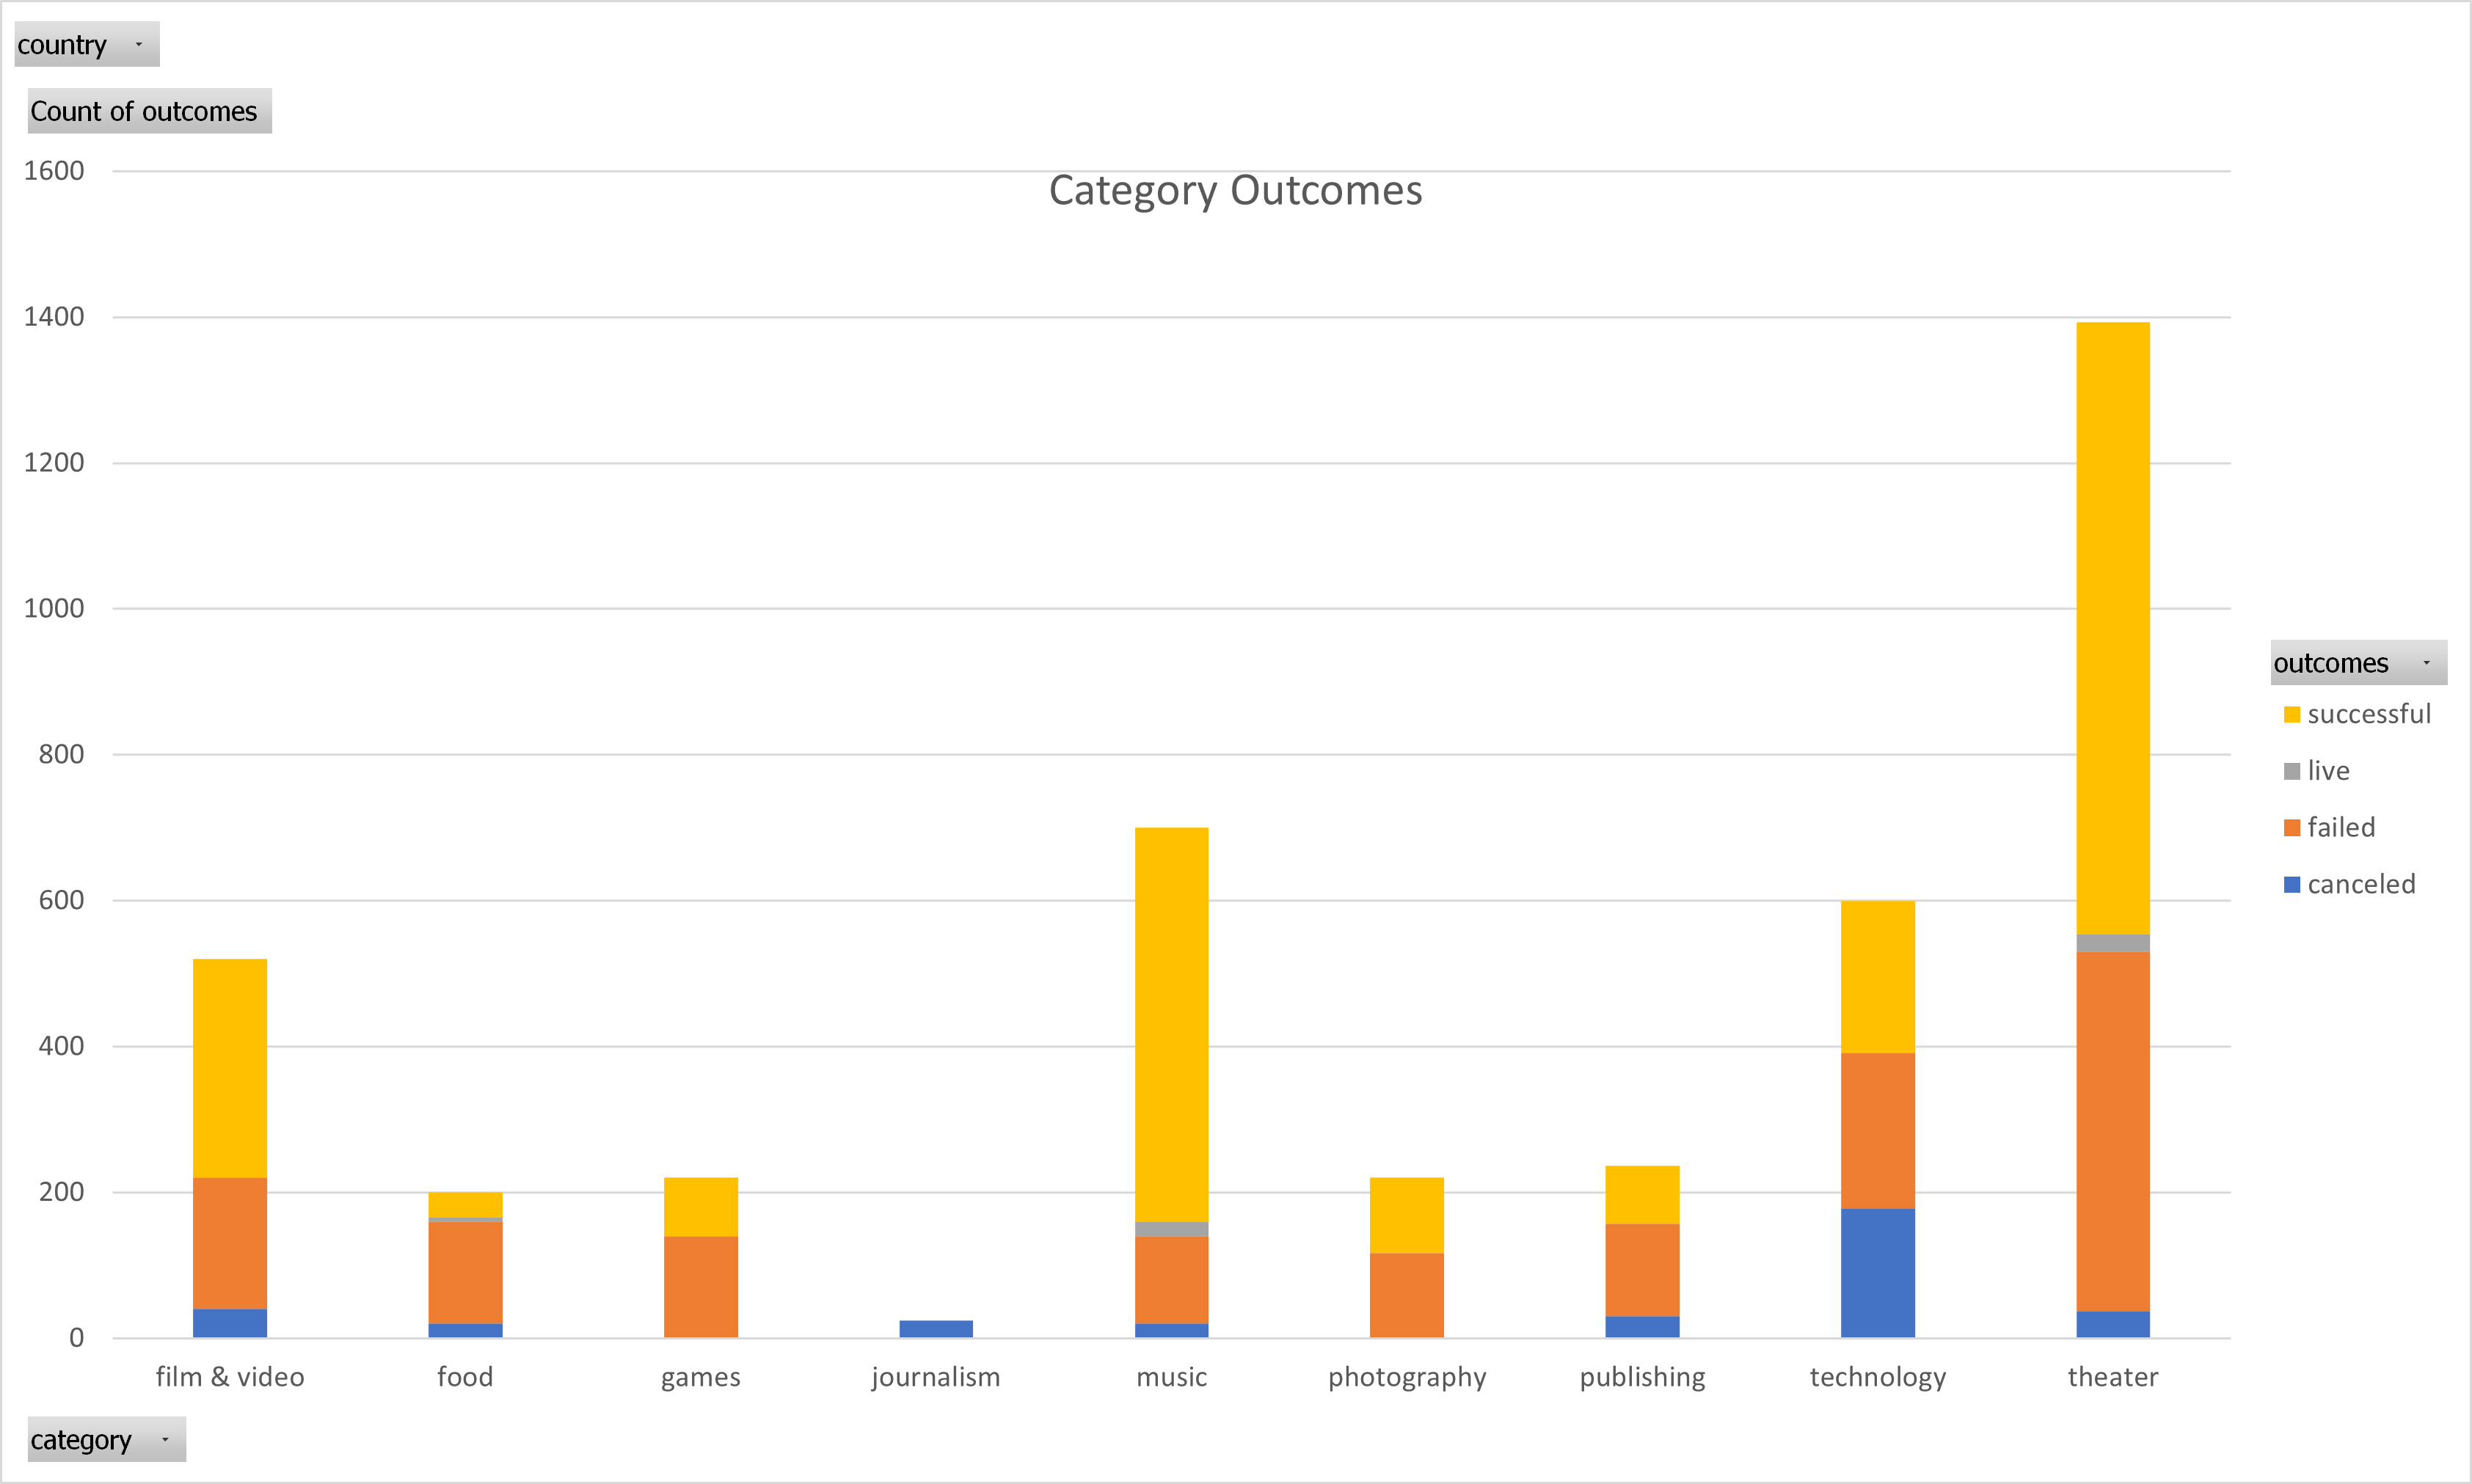 country
Count of outcomes
Category Outcomes
1600
1400
1200
1000
800
600
400
200
0
film & video food games journalism music photography publishing technology theater
outcomes
successful
live
failed
canceled
category